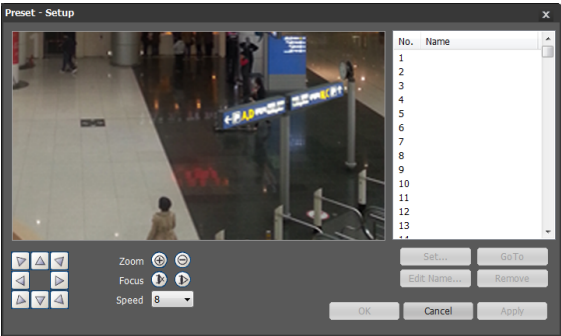 Preset - Setup
x
No. Name
1
2
3
4
5
6
7
8
9
10
11
12
13
A,D
B,C
Zoom
Focus
Speed 8
Set... GoTo
Edit Name... Remove
OK Cancel Apply